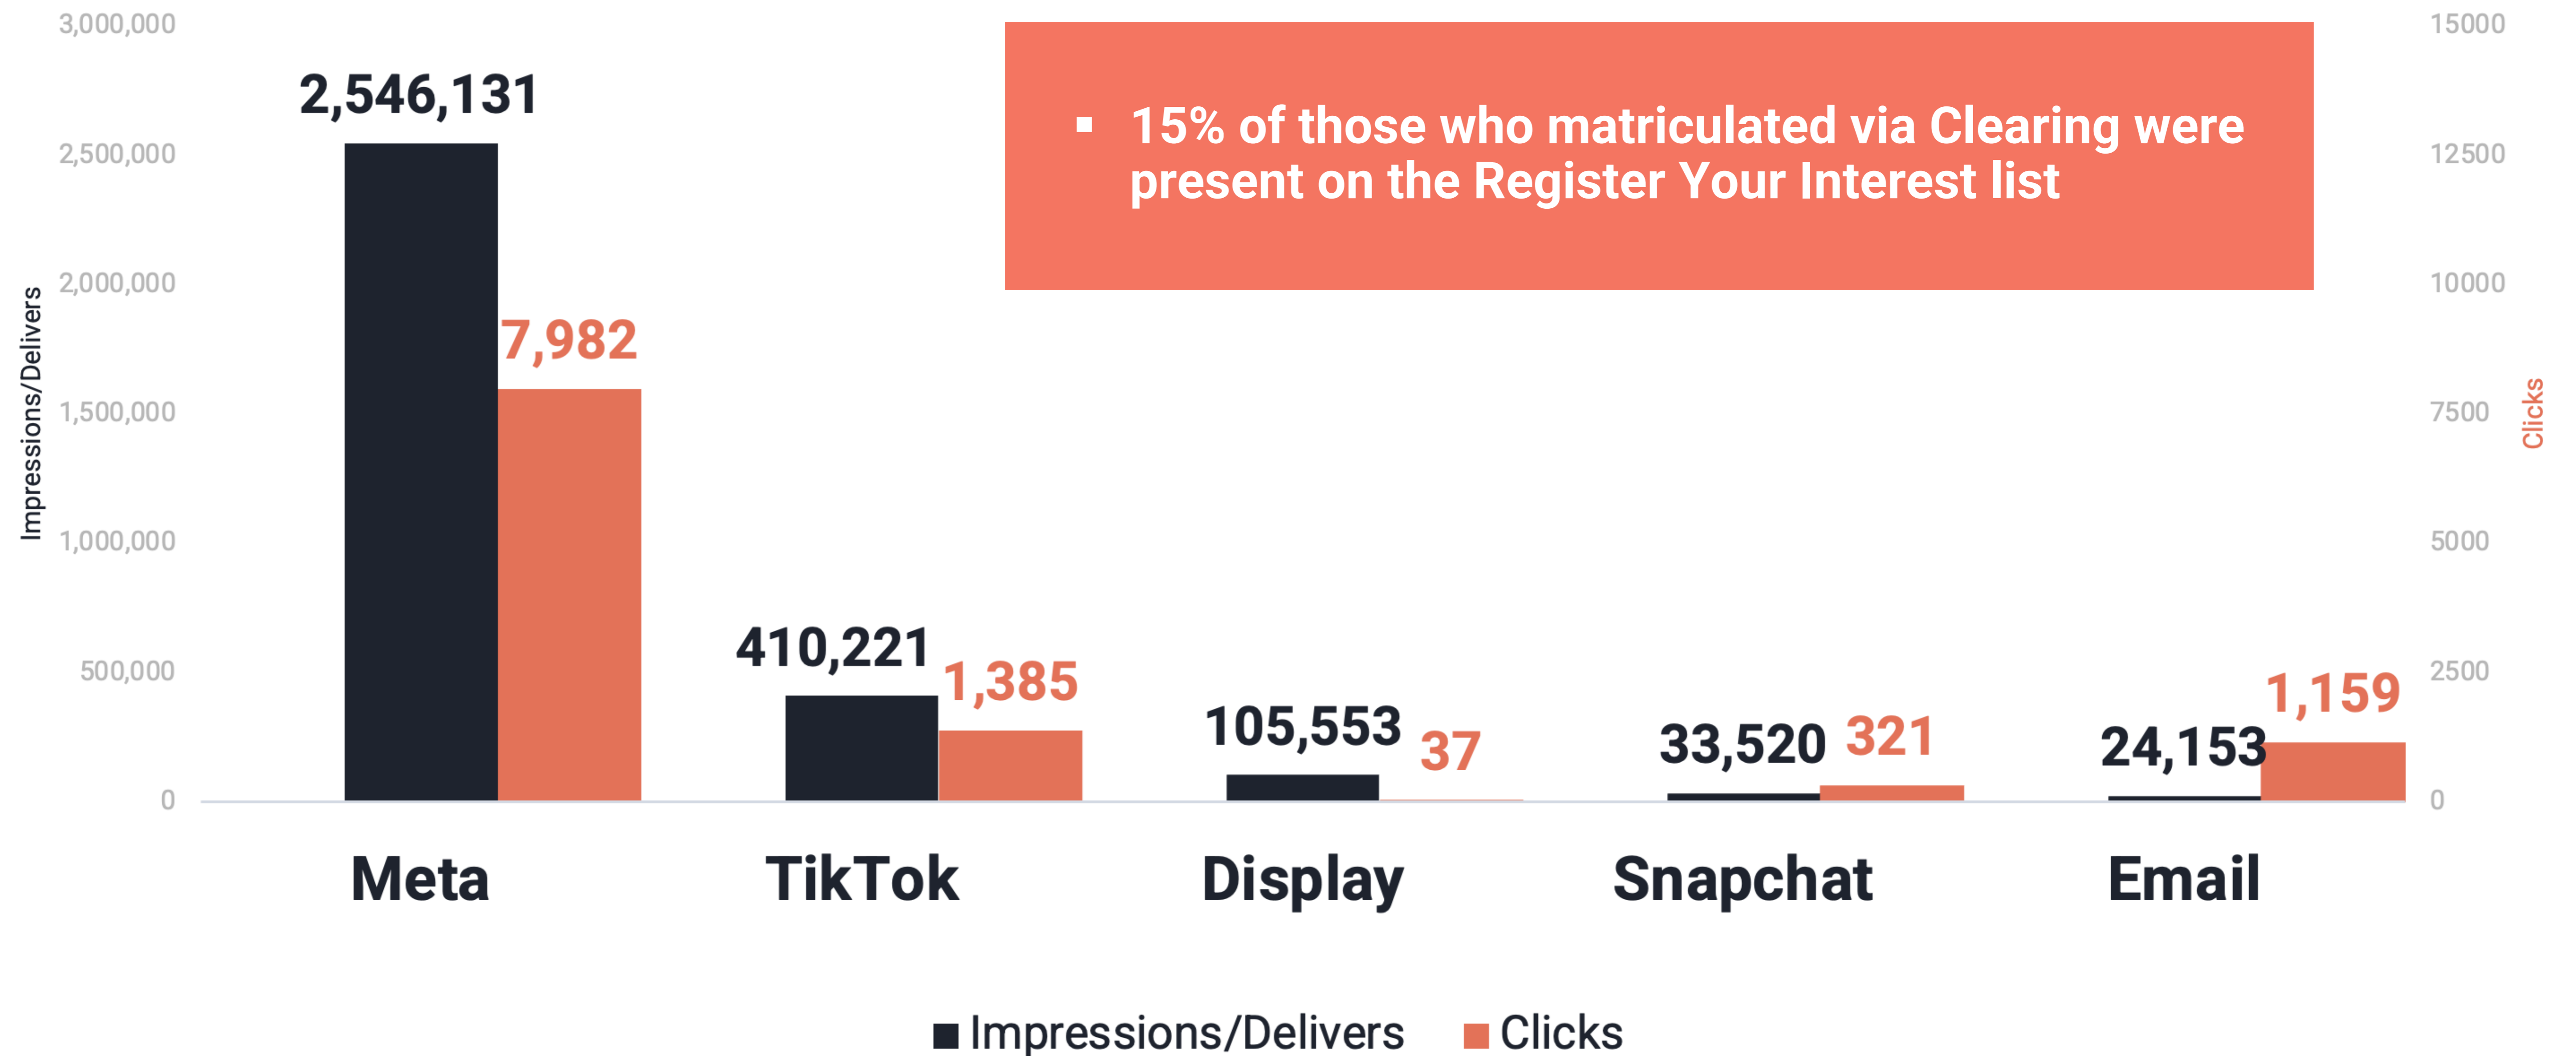 3,000,000
2,500,000
2,000,000
1,500,000
1,000,000
500,000
0
Impressions/Delivers
▪ 15% of those who matriculated via Clearing were
present on the Register Your Interest list
2,546,131
7,982
410,221
1,385
105,553
37
33,520
321
24,153
1,159
15000
12500
10000
7500
5000
2500
0
Clicks
Meta
TikTok
Display
Snapchat
Email
Impressions/Delivers
Clicks